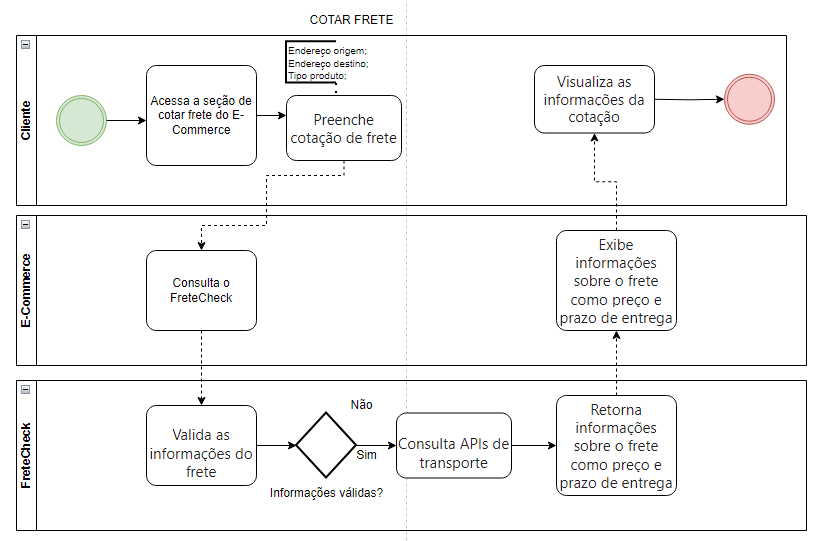 COTAR FRETE
Cliente
Endereço origem;
Endereço destino;
Tipo produto;
Acessa a seção de
cotar frete do E-
Commerce
Preenche
cotação de frete
Visualiza as
informações da
cotação
E-Commerce
Consulta o
FreteCheck
Exibe
informações
sobre o frete
como preço e
prazo de entrega
FreteCheck
Valida as
informações do
frete
Não
Sim
Informações válidas?
Consulta APIs de
transporte
Retorna
informações
sobre o frete
como preço e
prazo de entrega